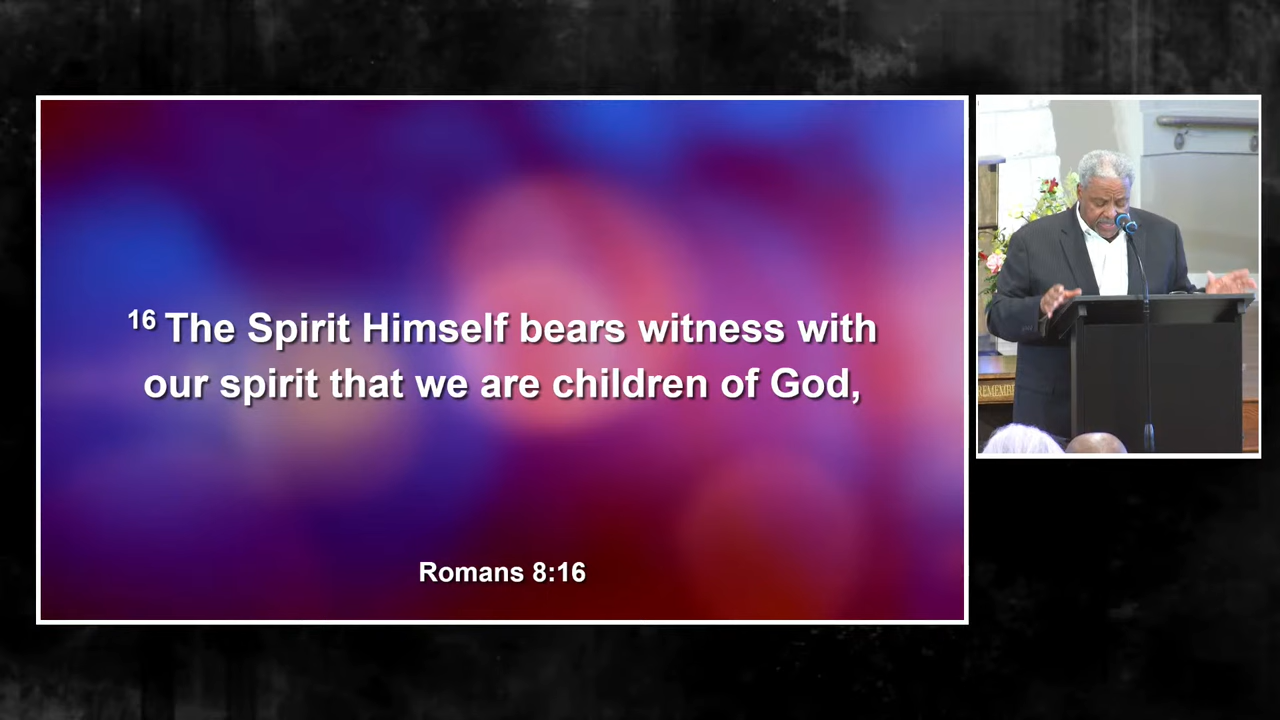 16 The Spirit Himself bears witness with
our spirit that we are children of God,
Romans 8:16